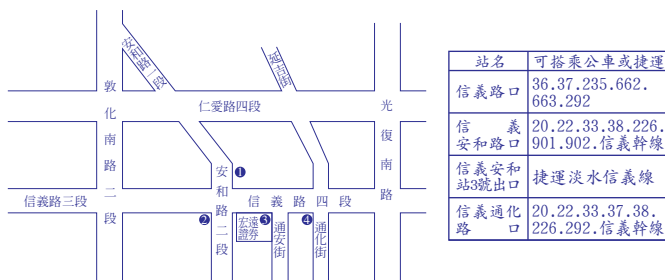 安和路一段
延吉街
敦化南路二段
仁愛路四段
光復南路
❶
安和路二段
信義路三段
信義路四段
❷
宏遠
證券
❸
❹
通安街
通化街
站名 可搭乘公車或捷運
信義路口 36.37.235.662.
663.292
信義
安和路口 20.22.33.38.226.
901.902.信義幹線
信義安和
站3號出口 捷運淡水信義線
信義通化
路口 20.22.33.37.38.
226.292.信義幹線